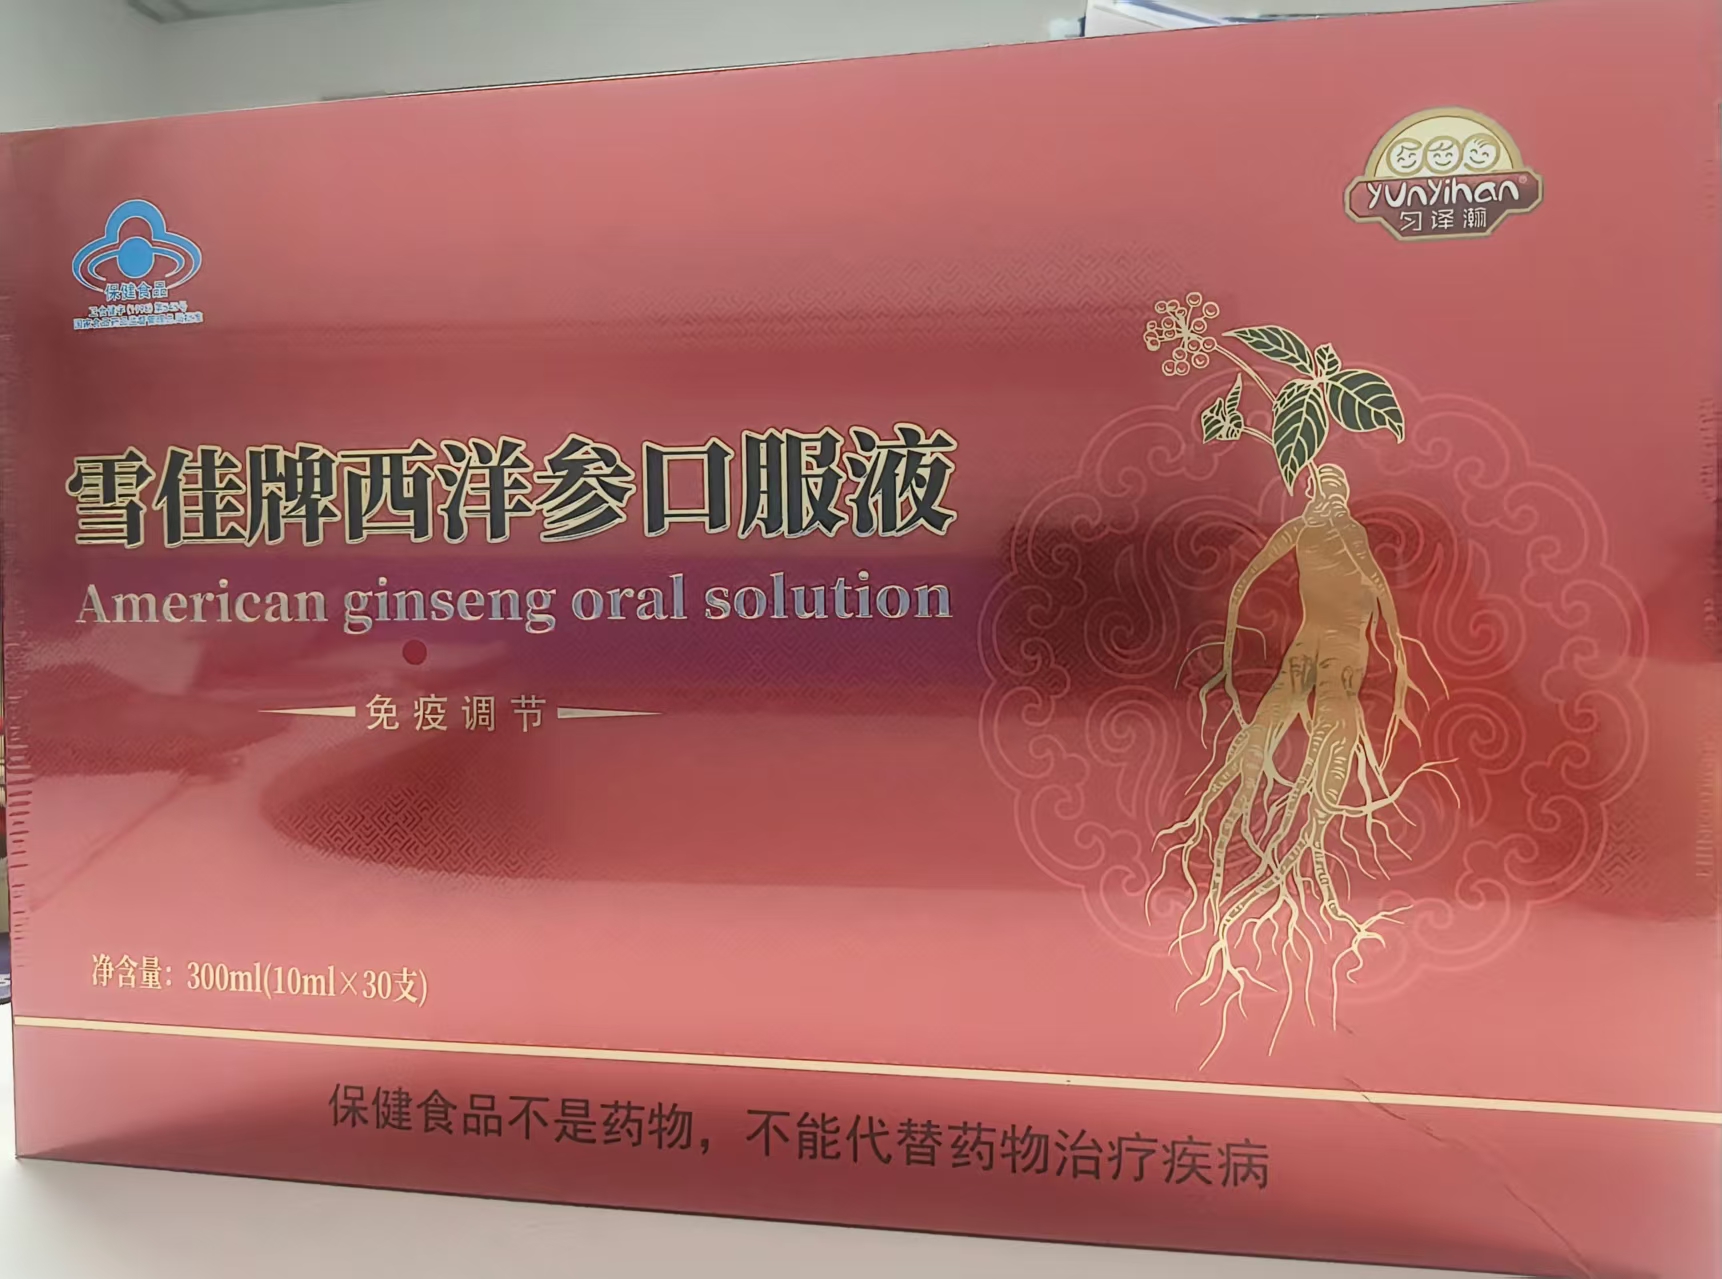 yunyihan®
匀译瀚
保健食品
雪佳牌西洋参口服液
American ginseng oral solution
免疫调节
净含量：300ml(10ml×30支)
保健食品不是药物，不能代替药物治疗疾病